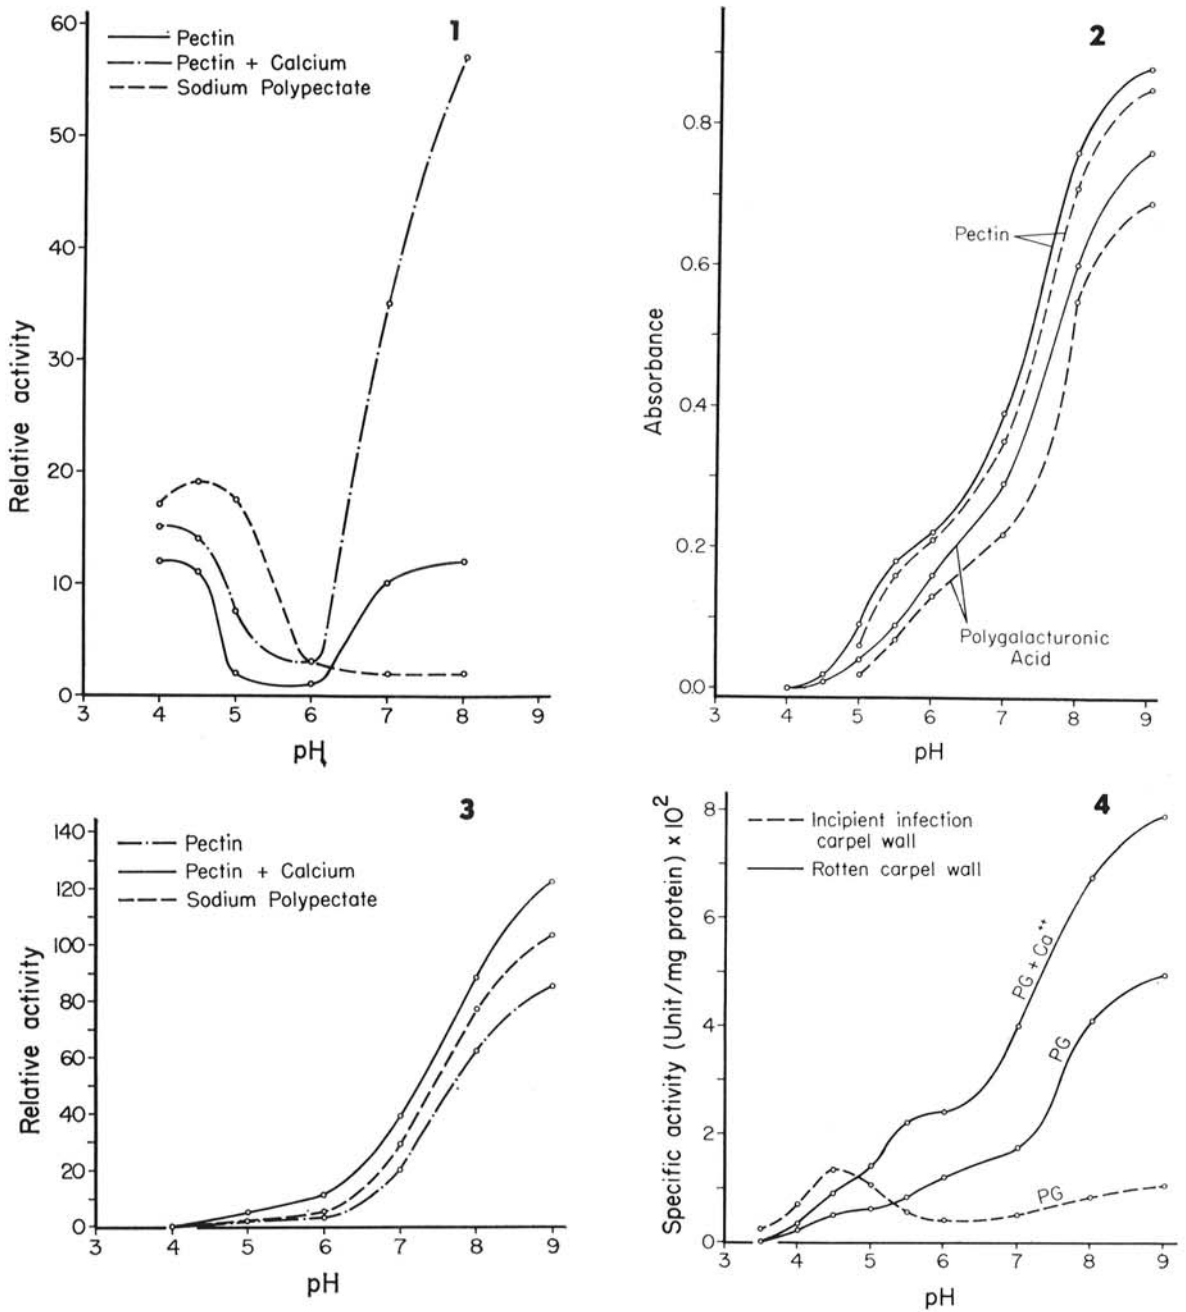 1
Relative activity
60
50
40
30
20
10
0
Pectin
Pectin + Calcium
Sodium Polypectate
3 4 5 6 7 8 9
pH
2
Absorbance
0.8
0.6
0.4
0.2
0.0
Pectin
Polygalacturonic
Acid
3 4 5 6 7 8 9
pH
3
Relative activity
140
120
100
80
60
40
20
0
Pectin
Pectin + Calcium
Sodium Polypectate
3 4 5 6 7 8 9
pH
4
Specific activity (Unit/mg protein) x 10²
8
6
4
2
0
Incipient infection
carpel wall
Rotten carpel wall
PG + Ca⁺⁺
PG
PG
3 4 5 6 7 8 9
pH